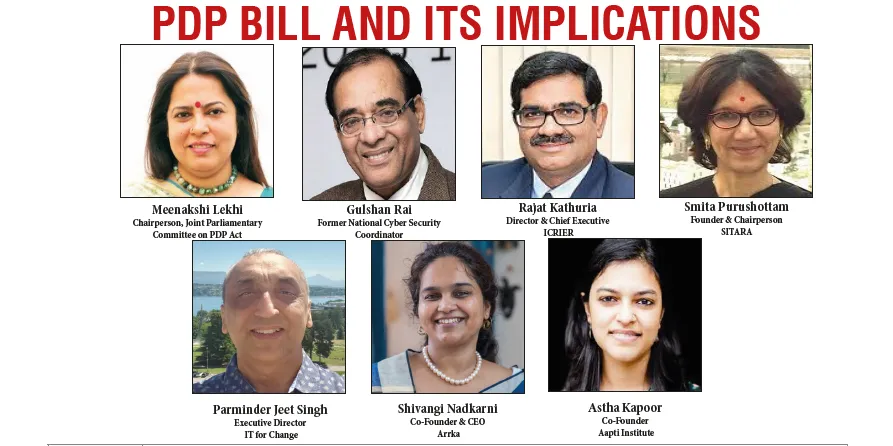 PDP BILL AND ITS IMPLICATIONS
Meenakshi Lekhi
Chairperson, Joint Parliamentary
Committee on PDP Act
Gulshan Rai
Former National Cyber Security
Coordinator
Rajat Kathuria
Director & Chief Executive
ICRIER
Smita Purushottam
Founder & Chairperson
SITARA
Parminder Jeet Singh
Executive Director
IT for Change
Shivangi Nadkarni
Co-Founder & CEO
Arrka
Astha Kapoor
Co-Founder
Aapti Institute